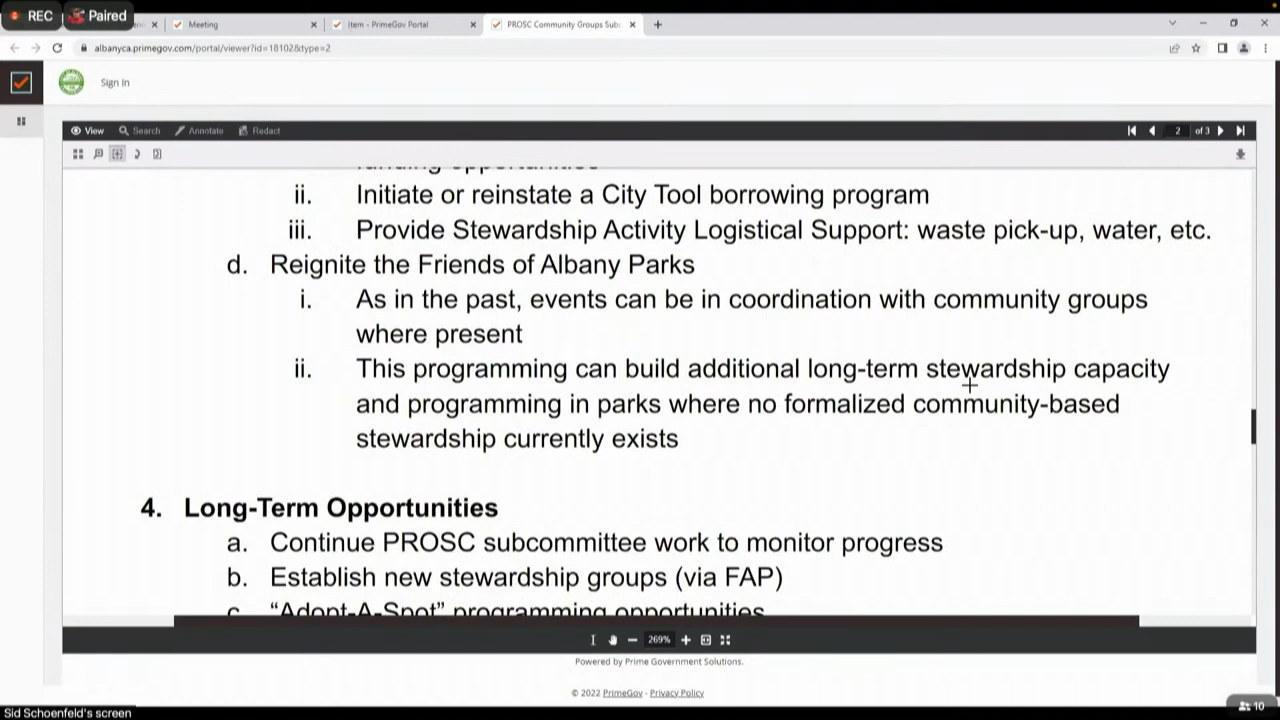 REC
Paired
Meeting
Item - PrimeGov Portal
PROSC Community Groups Sub
albanyca.primegov.com/portal/viewer?id=18102&type=2
Sign In
View
Search
Annotate
Redact
2 of 3
ii. Initiate or reinstate a City Tool borrowing program
iii. Provide Stewardship Activity Logistical Support: waste pick-up, water, etc.
d. Reignite the Friends of Albany Parks
i. As in the past, events can be in coordination with community groups
where present
ii. This programming can build additional long-term stewardship capacity
and programming in parks where no formalized community-based
stewardship currently exists
4. Long-Term Opportunities
a. Continue PROSC subcommittee work to monitor progress
b. Establish new stewardship groups (via FAP)
c. “Adopt-A-Spot” programming opportunities
269%
Powered by Prime Government Solutions.
© 2022 PrimeGov - Privacy Policy
Sid Schoenfeld's screen
10